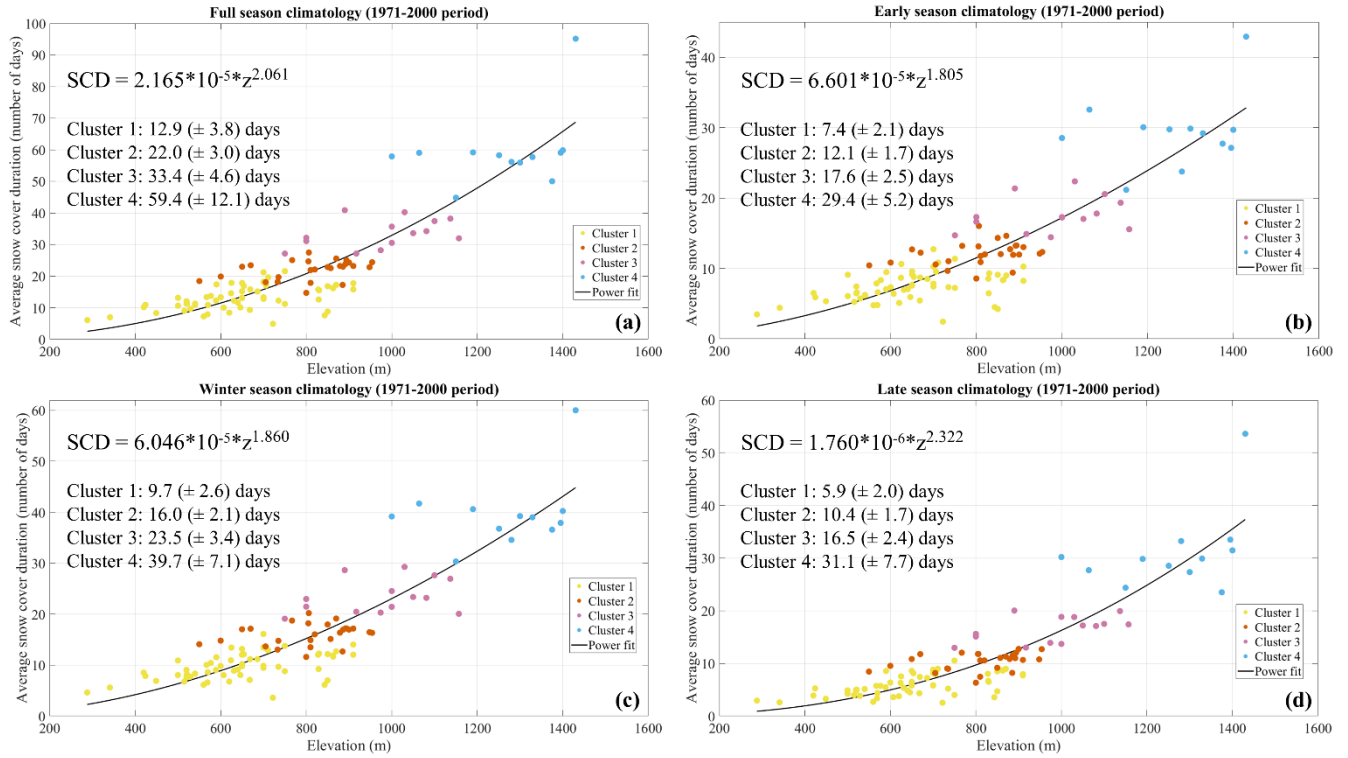 Full season climatology (1971-2000 period)
Average snow cover duration (number of days)
100
90
80
70
60
50
40
30
20
10
0
SCD = 2.165*10-5*z2.061
Cluster 1: 12.9 (± 3.8) days
Cluster 2: 22.0 (± 3.0) days
Cluster 3: 33.4 (± 4.6) days
Cluster 4: 59.4 (± 12.1) days
Cluster 1
Cluster 2
Cluster 3
Cluster 4
Power fit
(a)
200 400 600 800 1000 1200 1400 1600
Elevation (m)
Early season climatology (1971-2000 period)
Average snow cover duration (number of days)
40
30
20
10
0
SCD = 6.601*10-5*z1.805
Cluster 1: 7.4 (± 2.1) days
Cluster 2: 12.1 (± 1.7) days
Cluster 3: 17.6 (± 2.5) days
Cluster 4: 29.4 (± 5.2) days
Cluster 1
Cluster 2
Cluster 3
Cluster 4
Power fit
(b)
200 400 600 800 1000 1200 1400 1600
Elevation (m)
Winter season climatology (1971-2000 period)
Average snow cover duration (number of days)
60
50
40
30
20
10
0
SCD = 6.046*10-5*z1.860
Cluster 1: 9.7 (± 2.6) days
Cluster 2: 16.0 (± 2.1) days
Cluster 3: 23.5 (± 3.4) days
Cluster 4: 39.7 (± 7.1) days
Cluster 1
Cluster 2
Cluster 3
Cluster 4
Power fit
(c)
200 400 600 800 1000 1200 1400 1600
Elevation (m)
Late season climatology (1971-2000 period)
Average snow cover duration (number of days)
60
50
40
30
20
10
0
SCD = 1.760*10-6*z2.322
Cluster 1: 5.9 (± 2.0) days
Cluster 2: 10.4 (± 1.7) days
Cluster 3: 16.5 (± 2.4) days
Cluster 4: 31.1 (± 7.7) days
Cluster 1
Cluster 2
Cluster 3
Cluster 4
Power fit
(d)
200 400 600 800 1000 1200 1400 1600
Elevation (m)